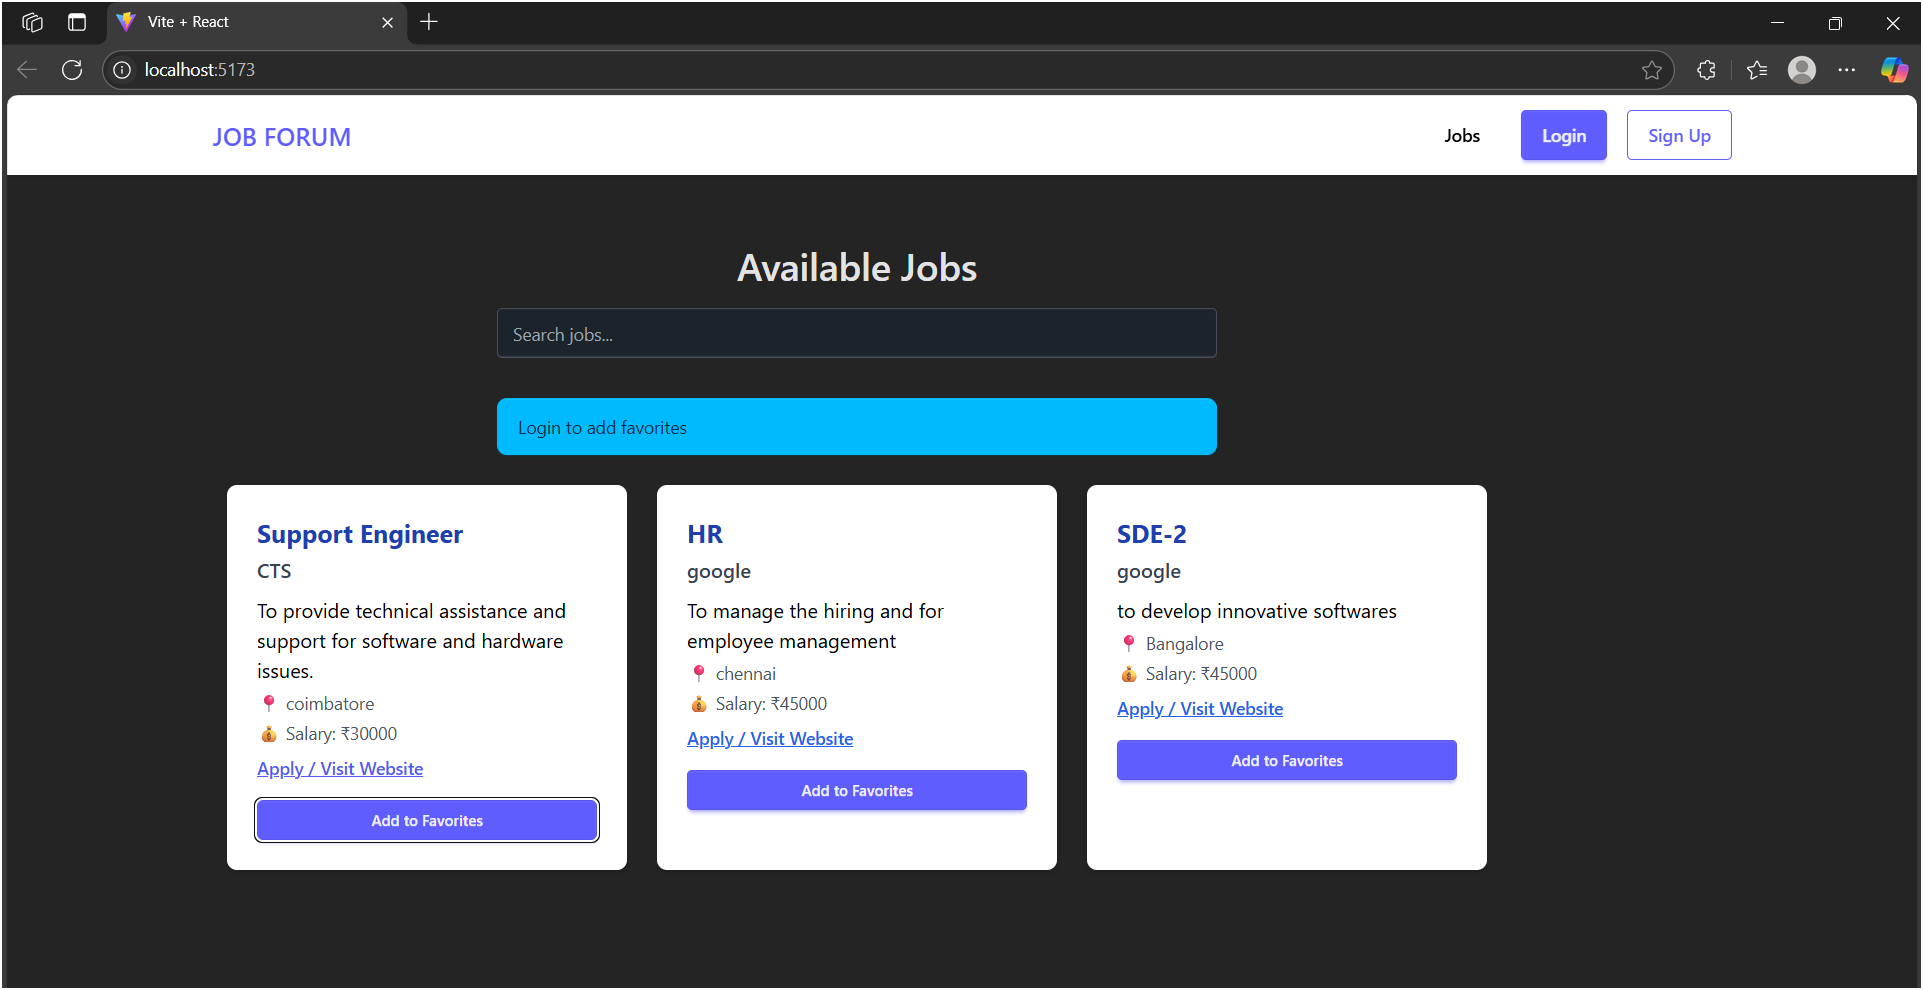 Vite + React
localhost:5173
JOB FORUM
Jobs
Login
Sign Up
Available Jobs
Search jobs...
Login to add favorites
Support Engineer
CTS
To provide technical assistance and
support for software and hardware
issues.
📍 coimbatore
💰 Salary: ₹30000
Apply / Visit Website
Add to Favorites
HR
google
To manage the hiring and for
employee management
📍 chennai
💰 Salary: ₹45000
Apply / Visit Website
Add to Favorites
SDE-2
google
to develop innovative softwares
📍 Bangalore
💰 Salary: ₹45000
Apply / Visit Website
Add to Favorites